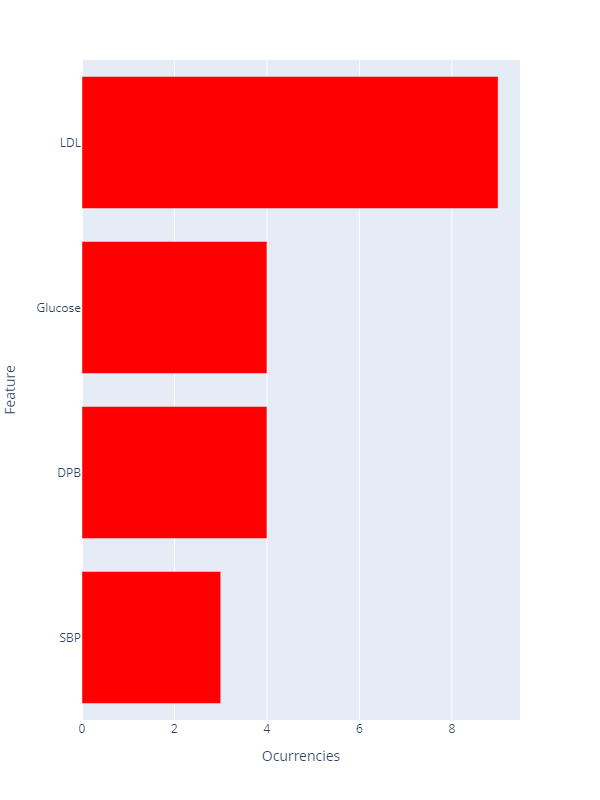 LDL
Glucose
DPB
SBP
Feature
0 2 4 6 8
Ocurrencies